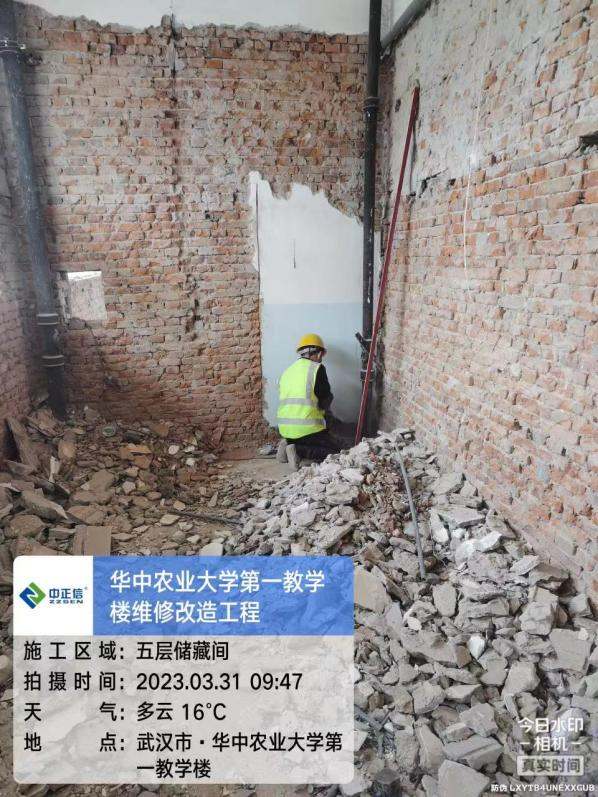 中正信®
ZZSEN
华中农业大学第一教学
楼维修改造工程
施工区域：五层储藏间
拍摄时间：2023.03.31 09:47
天气：多云 16℃
地点：武汉市·华中农业大学第
一教学楼
今日水印
相机
真实时间
防伪 LXYTB4UNEXXGUB